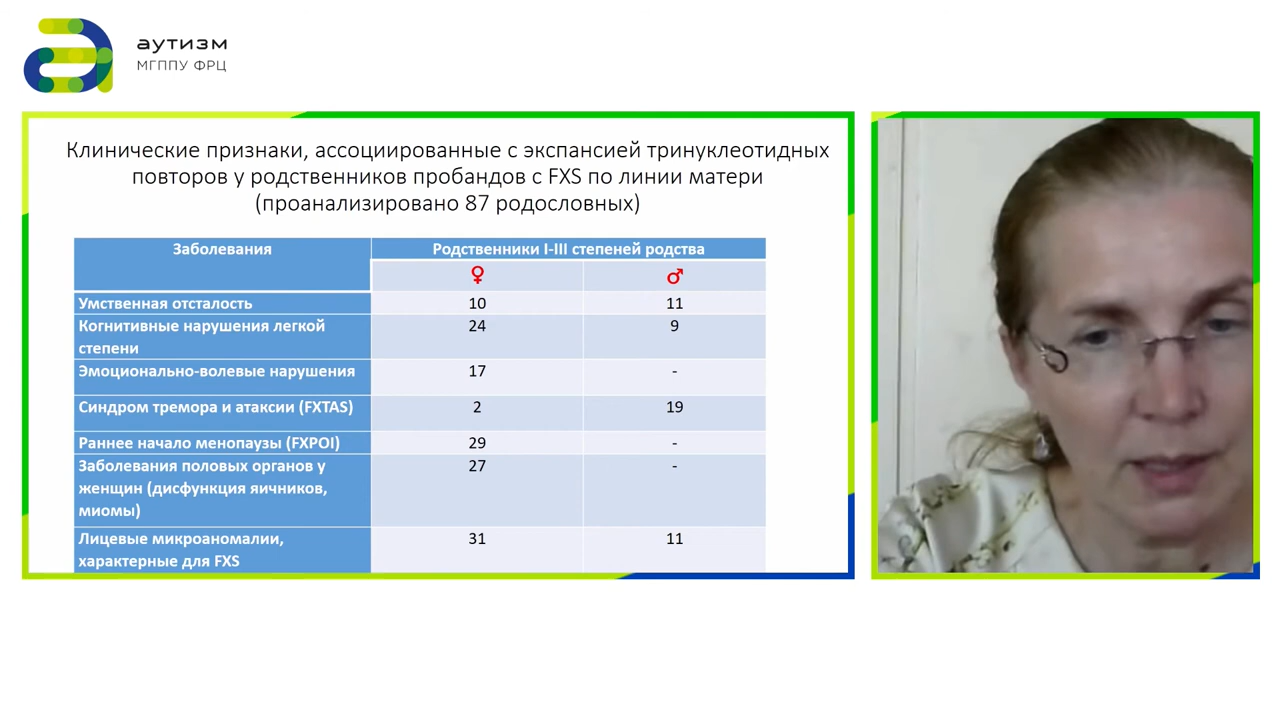 аутизм
МГППУ ФРЦ
Клинические признаки, ассоциированные с экспансией тринуклеотидных
повторов у родственников пробандов с FXS по линии матери
(проанализировано 87 родословных)
Заболевания
Родственники I-III степеней родства
♀
♂
Умственная отсталость
10
11
Когнитивные нарушения легкой
степени
24
9
Эмоционально-волевые нарушения
17
-
Синдром тремора и атаксии (FXTAS)
2
19
Раннее начало менопаузы (FXPOI)
29
-
Заболевания половых органов у
женщин (дисфункция яичников,
миомы)
27
-
Лицевые микроаномалии,
характерные для FXS
31
11